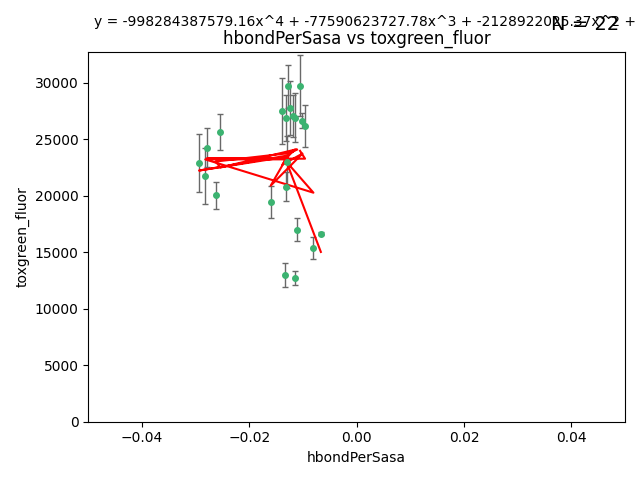 y = -998284387579.16x^4 + -77590623727.78x^3 + -2128922025.37x^2 +
N = 22
hbondPerSasa vs toxgreen_fluor
toxgreen_fluor
30000
25000
20000
15000
10000
5000
0
−0.04 −0.02 0.00 0.02 0.04
hbondPerSasa